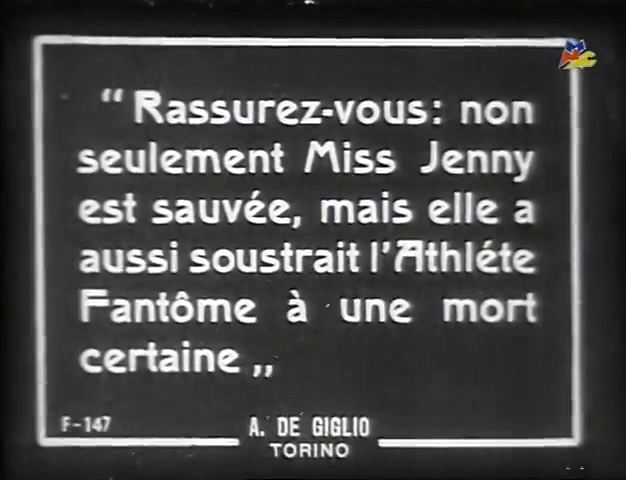 “ Rassurez-vous: non
seulement Miss Jenny
est sauvée, mais elle a
aussi soustrait l'Athléte
Fantôme à une mort
certaine „
F-147
A. DE GIGLIO
TORINO